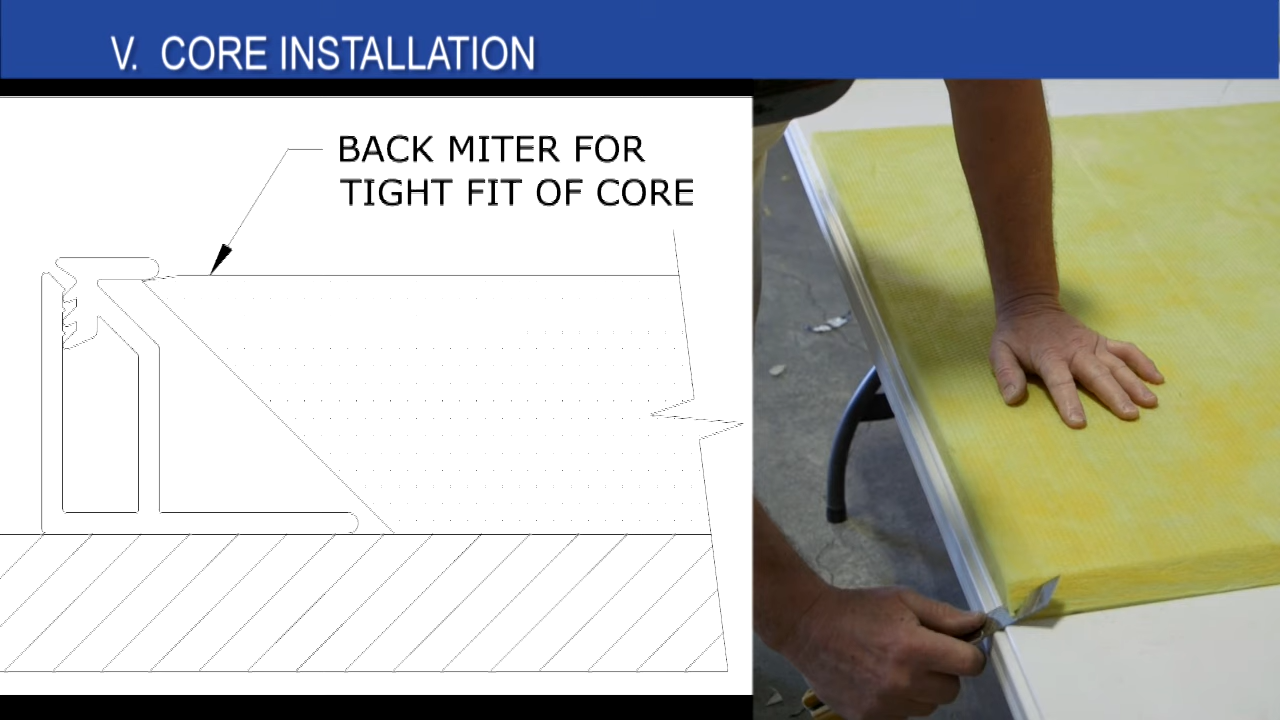 V. CORE INSTALLATION
BACK MITER FOR
TIGHT FIT OF CORE